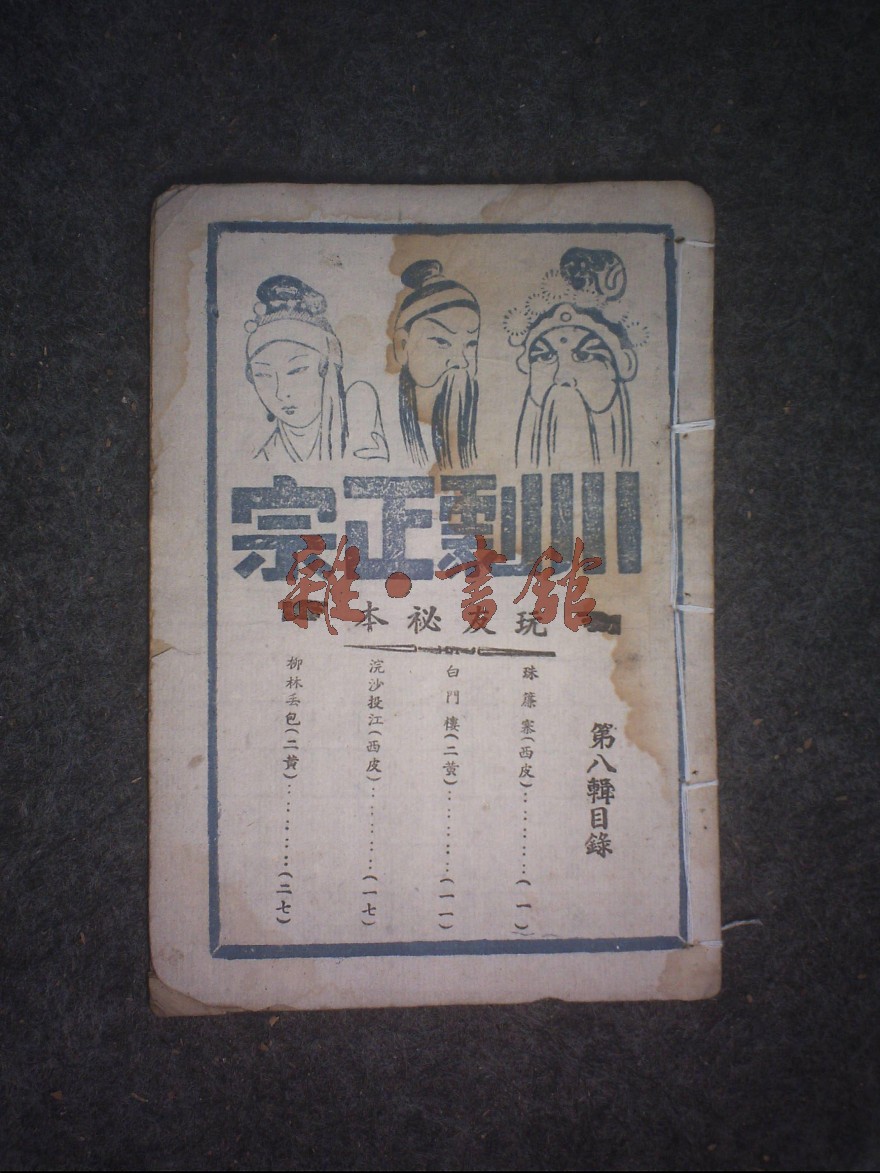 川劇正宗
玩友祕本
第八輯目錄
珠簾寨(西皮)………(一)
白門樓(二黃)………(一一)
浣沙投江(西皮)………(一七)
柳林丢包(二黃)………(二七)
雜·書館